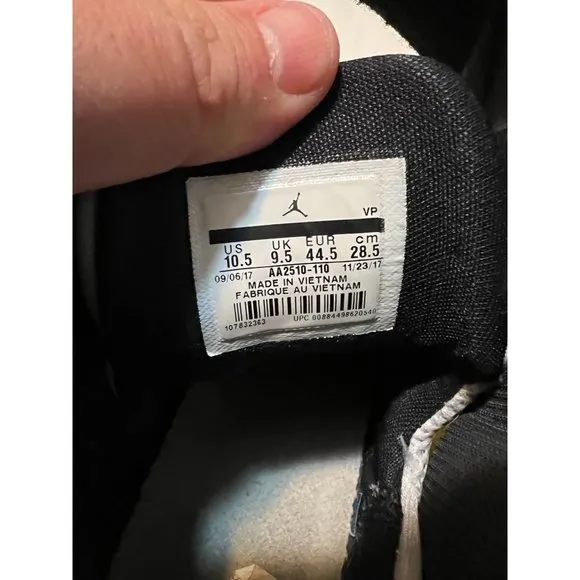 VP
US UK EUR cm
10.5 9.5 44.5 28.5
09/06/17 AA2510-110 11/23/17
MADE IN VIETNAM
FABRIQUE AU VIETNAM
107832363 UPC 00884498620540